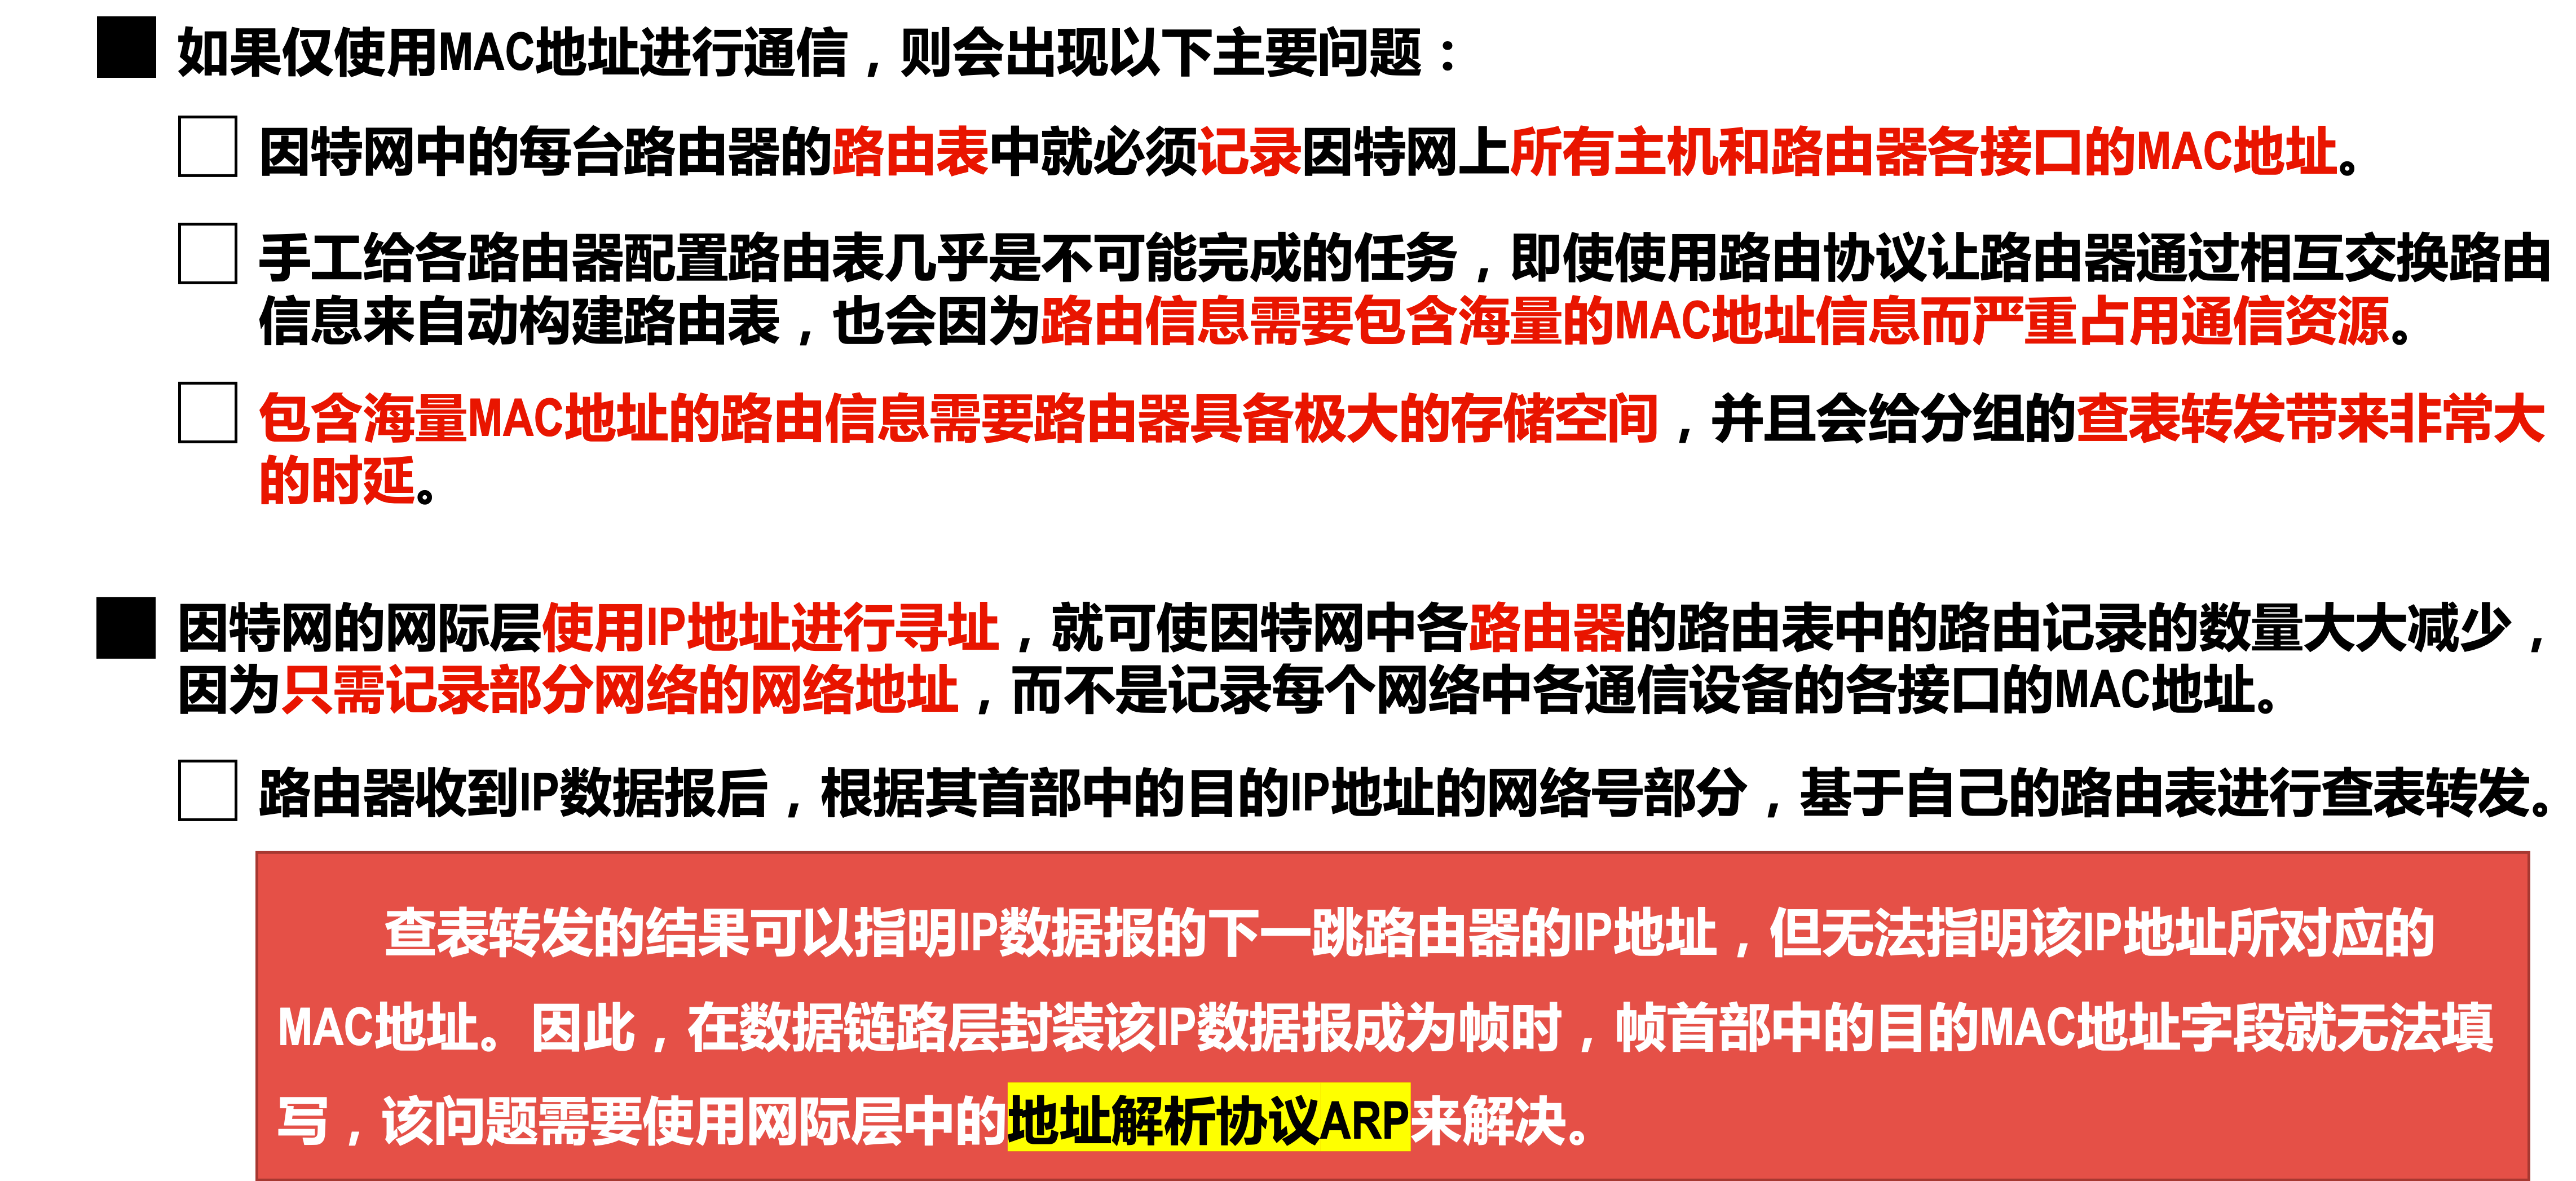 如果仅使用MAC地址进行通信，则会出现以下主要问题：
因特网中的每台路由器的路由表中就必须记录因特网上所有主机和路由器各接口的MAC地址。
手工给各路由器配置路由表几乎是不可能完成的任务，即使使用路由协议让路由器通过相互交换路由
信息来自动构建路由表，也会因为路由信息需要包含海量的MAC地址信息而严重占用通信资源。
包含海量MAC地址的路由信息需要路由器具备极大的存储空间，并且会给分组的查表转发带来非常大
的时延。
因特网的网际层使用IP地址进行寻址，就可使因特网中各路由器的路由表中的路由记录的数量大大减少，
因为只需记录部分网络的网络地址，而不是记录每个网络中各通信设备的各接口的MAC地址。
路由器收到IP数据报后，根据其首部中的目的IP地址的网络号部分，基于自己的路由表进行查表转发。
查表转发的结果可以指明IP数据报的下一跳路由器的IP地址，但无法指明该IP地址所对应的
MAC地址。因此，在数据链路层封装该IP数据报成为帧时，帧首部中的目的MAC地址字段就无法填
写，该问题需要使用网际层中的地址解析协议ARP来解决。